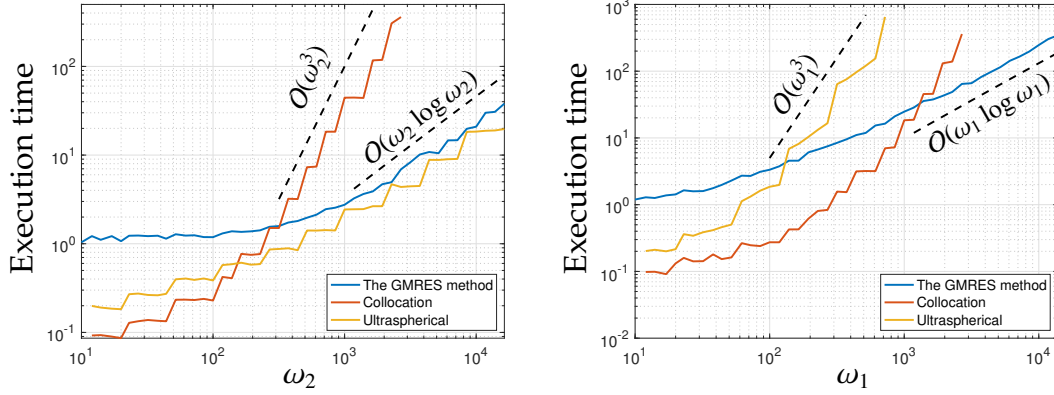 Execution time
10^2
10^1
10^0
10^-1
10^1
10^2
10^3
10^4
ω_2
O(ω_2^3)
O(ω_2 log ω_2)
The GMRES method
Collocation
Ultraspherical
Execution time
10^3
10^2
10^1
10^0
10^-1
10^-2
10^1
10^2
10^3
10^4
ω_1
O(ω_1^3)
O(ω_1 log ω_1)
The GMRES method
Collocation
Ultraspherical